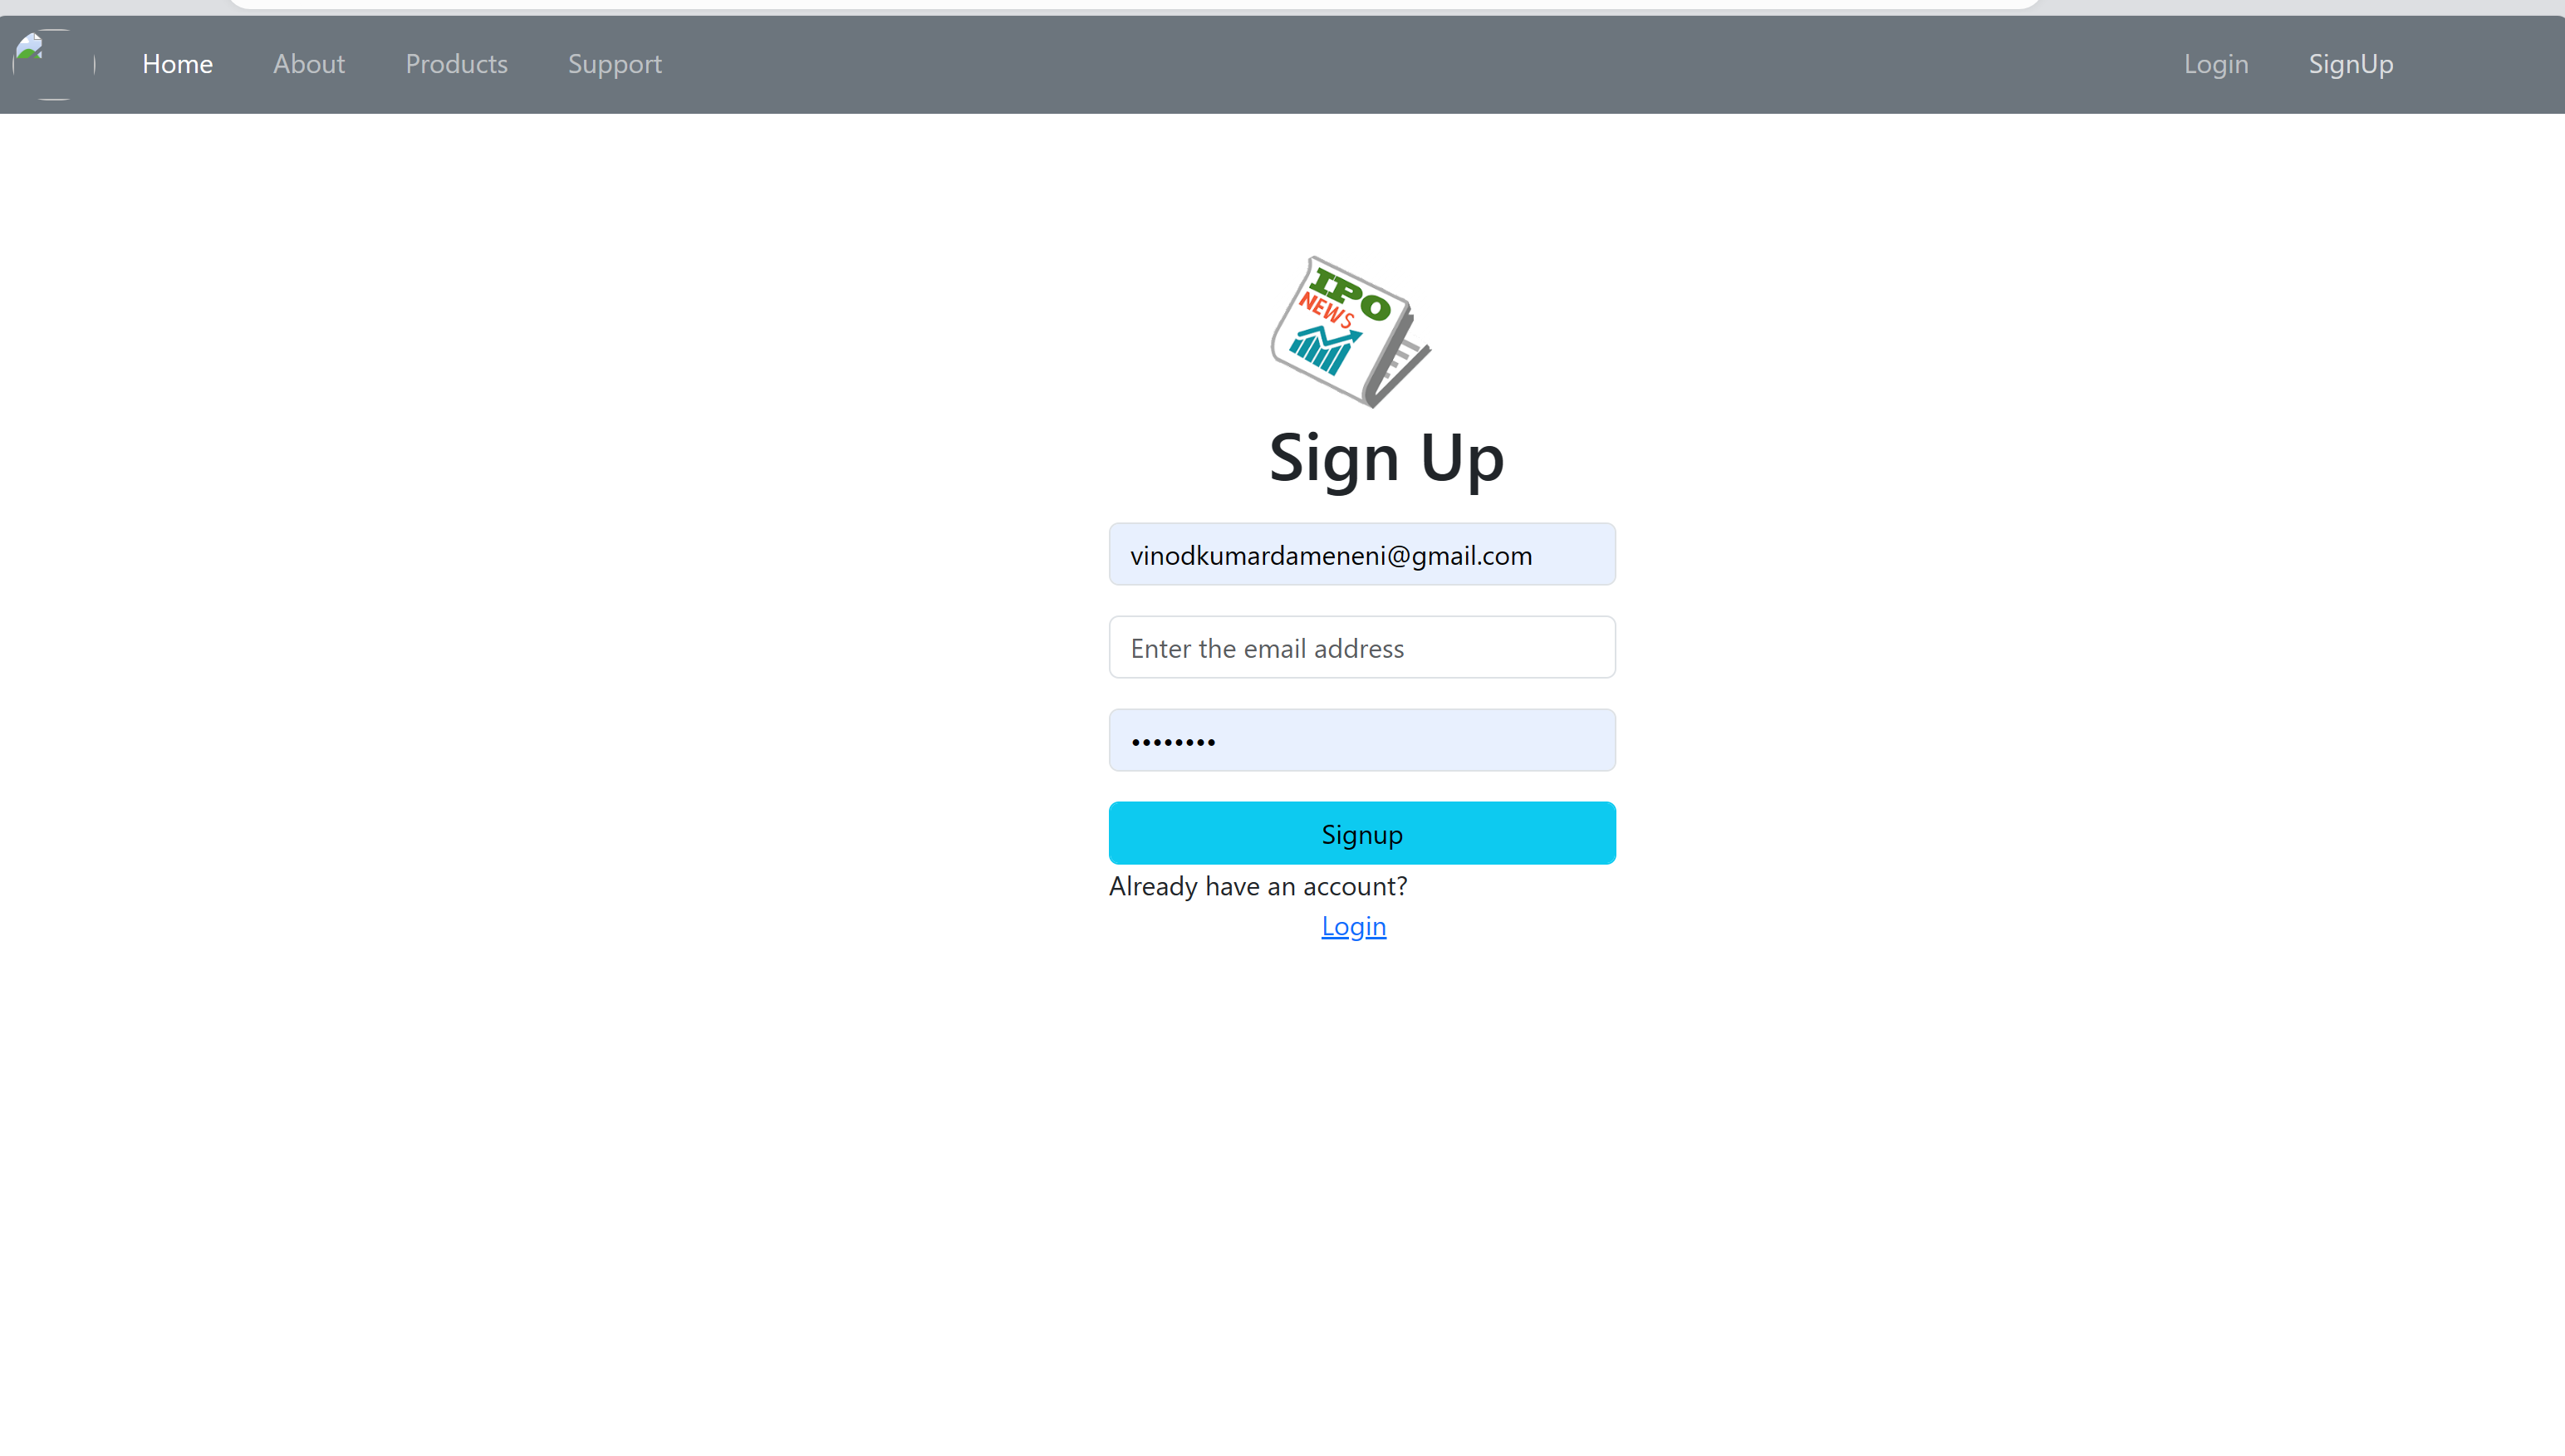 Home About Products Support Login SignUp
IPO
NEWS
Sign Up
vinodkumardameneni@gmail.com
Enter the email address
••••••••
Signup
Already have an account?
Login